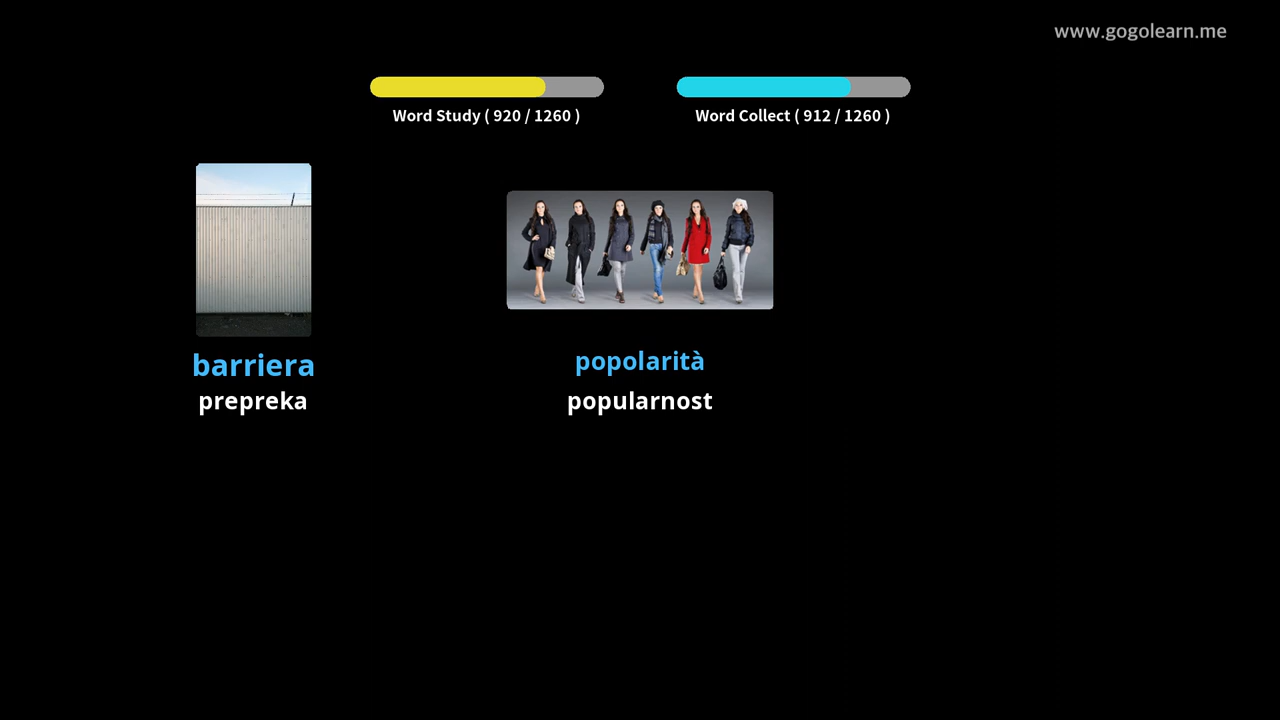 www.gogolearn.me
Word Study ( 920 / 1260 )
Word Collect ( 912 / 1260 )
barriera
prepreka
popolarità
popularnost